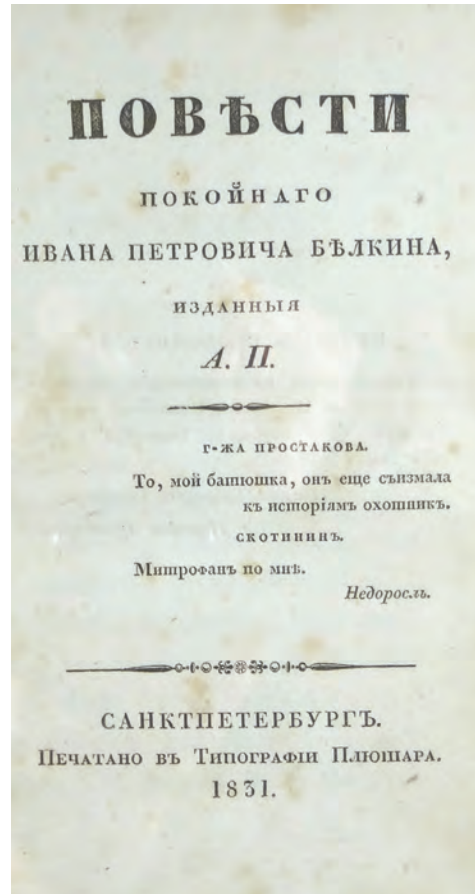 ПОВѢСТИ
ПОКОЙНАГО
ИВАНА ПЕТРОВИЧА БѢЛКИНА,
ИЗДАННЫЯ
А. П.
Г-ЖА ПРОСТАКОВА.
То, мой батюшка, онъ еще сызмала
къ исторіямъ охотникъ.
СКОТИНИНЪ.
Митрофанъ по мнѣ.
Недоросль.
САНКТПЕТЕРБУРГЪ.
Печатано въ Типографіи Плюшара.
1831.